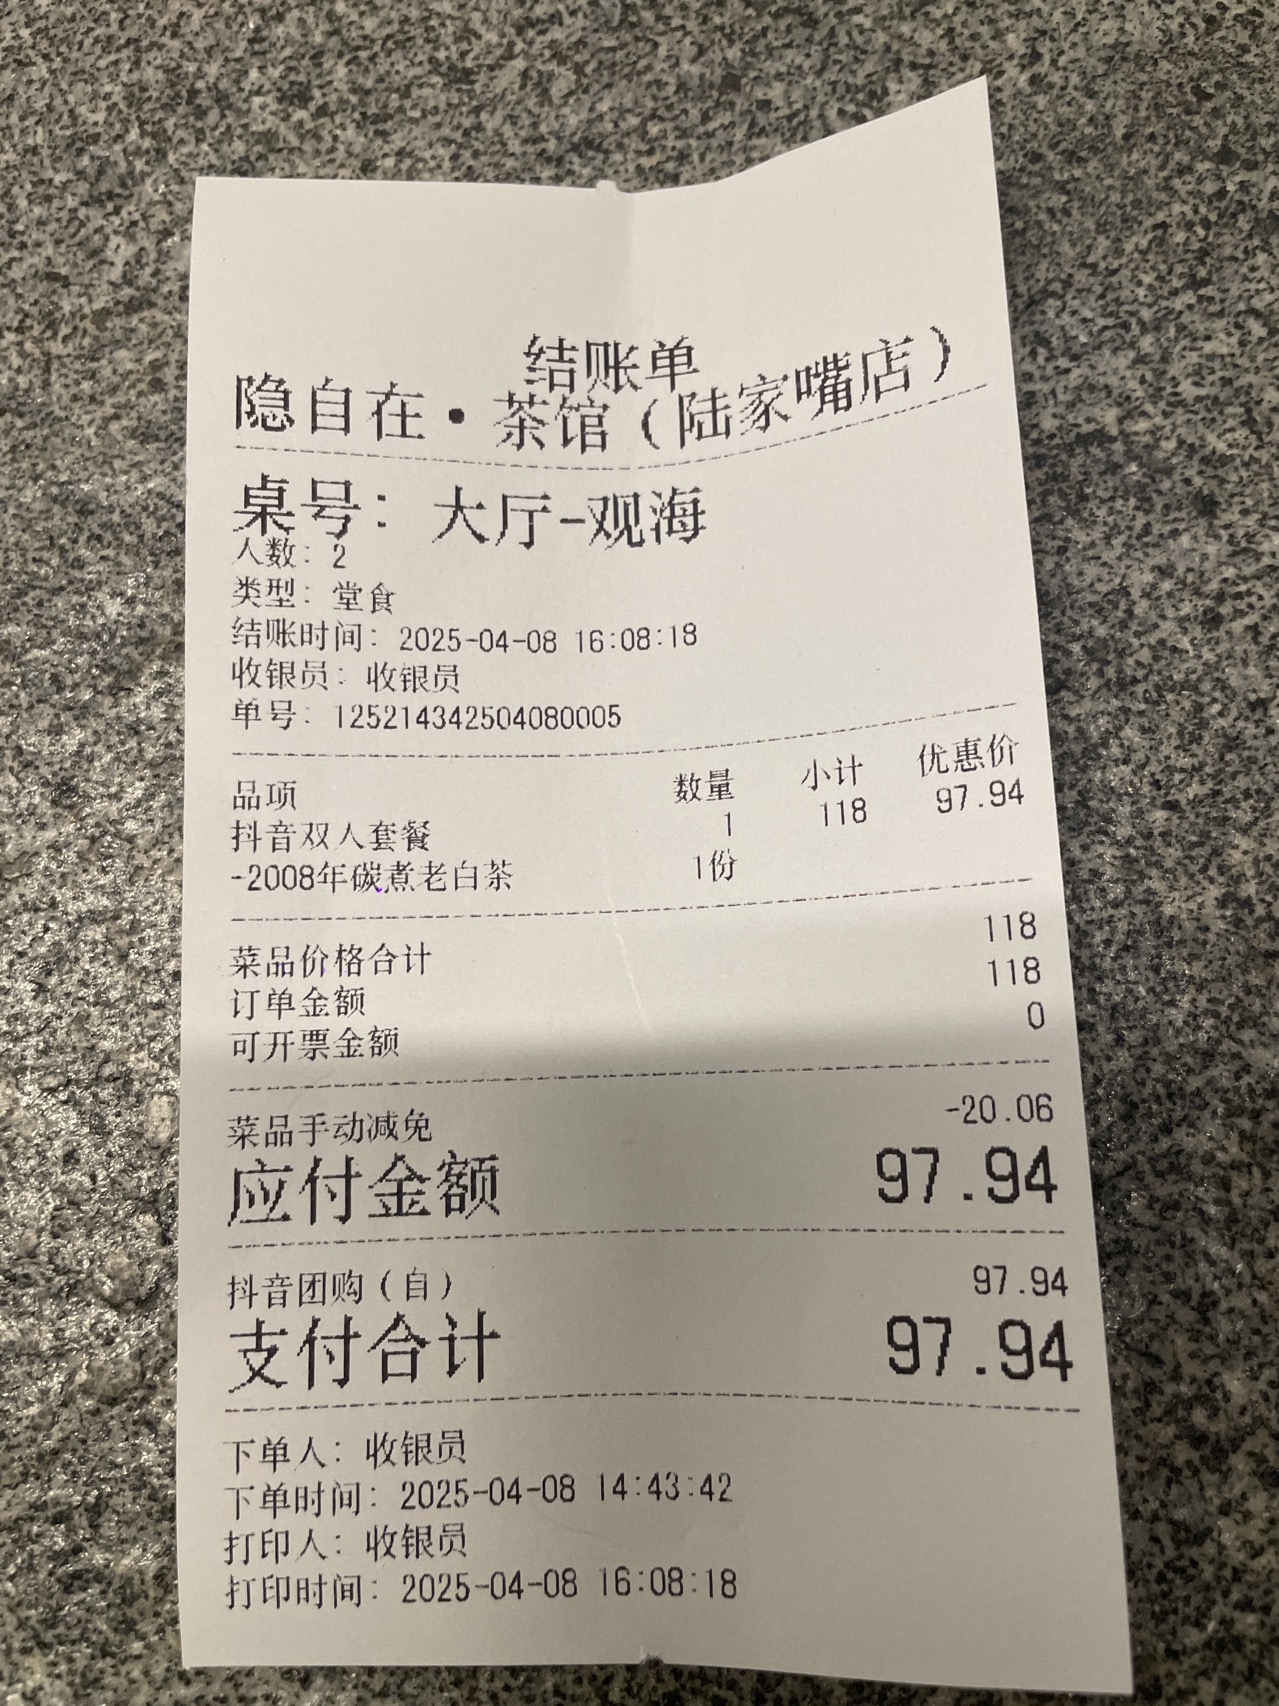 结账单
隐自在·茶馆（陆家嘴店）
桌号：大厅-观海
人数：2
类型：堂食
结账时间：2025-04-08 16:08:18
收银员：收银员
单号：125214342504080005
品项 数量 小计 优惠价
抖音双人套餐 1 118 97.94
-2008年碳煮老白茶 1份
菜品价格合计 118
订单金额 118
可开票金额 0
菜品手动减免 -20.06
应付金额 97.94
抖音团购（自） 97.94
支付合计 97.94
下单人：收银员
下单时间：2025-04-08 14:43:42
打印人：收银员
打印时间：2025-04-08 16:08:18